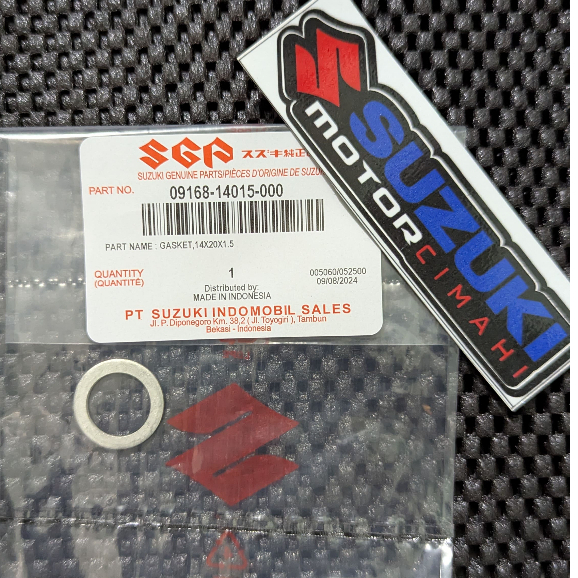 SGP スズキ純正
SUZUKI GENUINE PARTS/PIÈCES D'ORIGINE DE SUZU
PART NO. 09168-14015-000
PART NAME : GASKET,14X20X1.5
QUANTITY 1 005060/052500
(QUANTITÉ) Distributed by: 09/08/2024
MADE IN INDONESIA
PT SUZUKI INDOMOBIL SALES
Jl. P. Diponegoro Km. 38,2 ( Jl. Toyogiri ), Tambun
Bekasi - Indonesia
SUZUKI
MOTOR CIMAHI